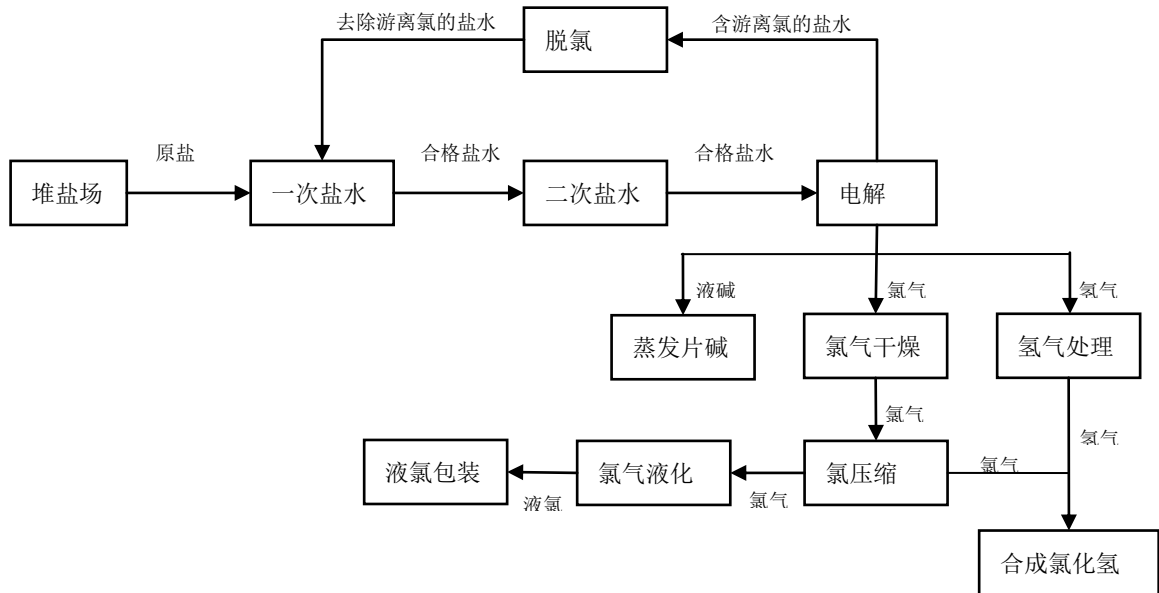 去除游离氯的盐水
脱氯
含游离氯的盐水
原盐
合格盐水
合格盐水
堆盐场
一次盐水
二次盐水
电解
液碱
氯气
氢气
蒸发片碱
氯气干燥
氢气处理
氯气
氢气
液氯包装
氯气液化
氯压缩
氯气
液氯
氯气
合成氯化氢